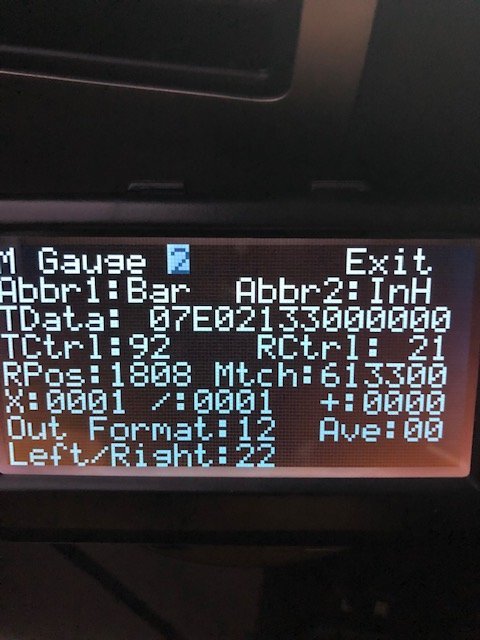 M Gauge 2 Exit
Abbr1:Bar Abbr2:InH
TData: 07E02133000000
TCtrl:92 RCtrl: 21
RPos:1808 Mtch:613300
X:0001 /:0001 +:0000
Out Format:12 Ave:00
Left/Right:22